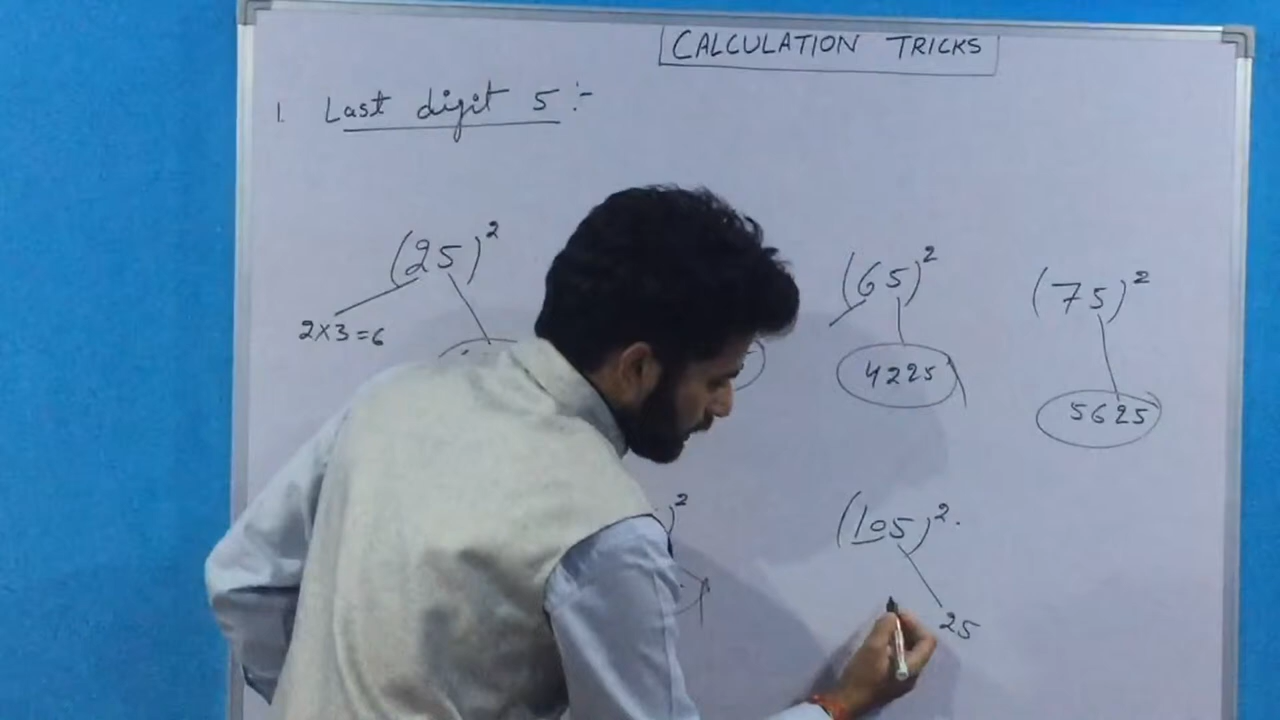 CALCULATION TRICKS
1. Last digit 5 :-
(25)² (65)² (75)²
2×3=6 4225 5625
)² (105)².
25